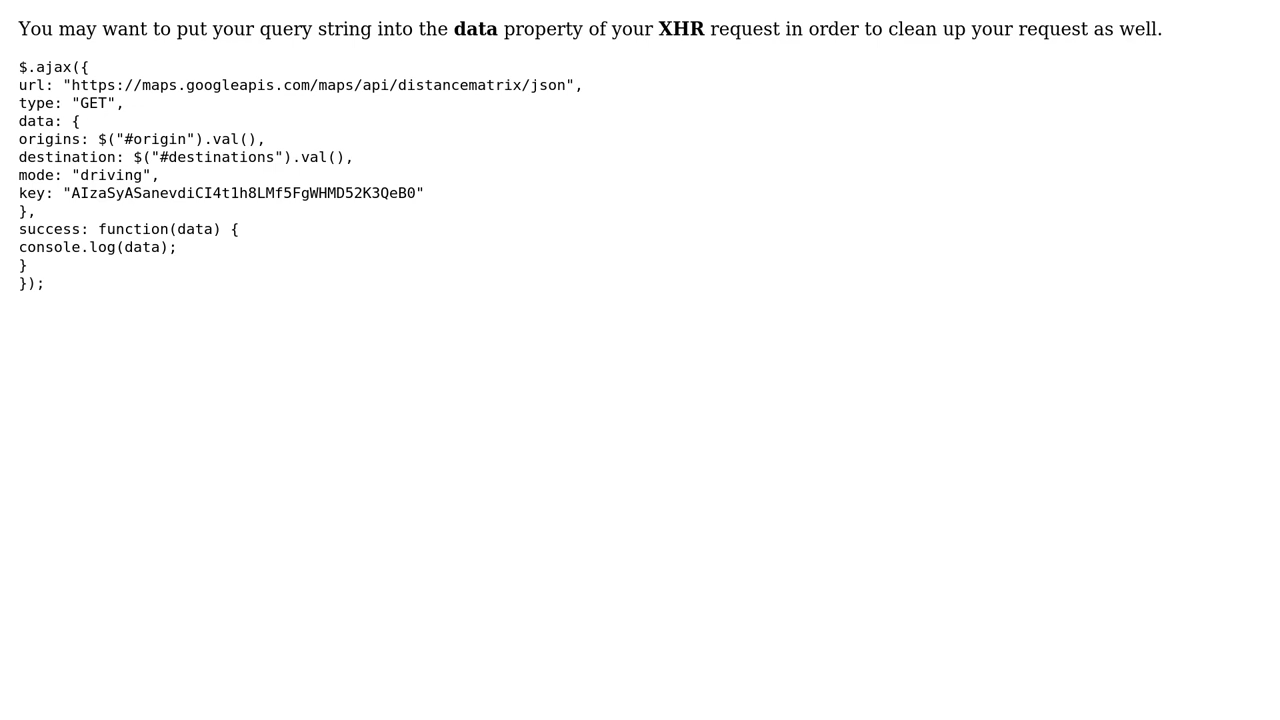 You may want to put your query string into the data property of your XHR request in order to clean up your request as well.
$.ajax({
url: "https://maps.googleapis.com/maps/api/distancematrix/json",
type: "GET",
data: {
origins: $("#origin").val(),
destination: $("#destinations").val(),
mode: "driving",
key: "AIzaSyASanevdiCI4t1h8LMf5FgWHMD52K3QeB0"
},
success: function(data) {
console.log(data);
}
});